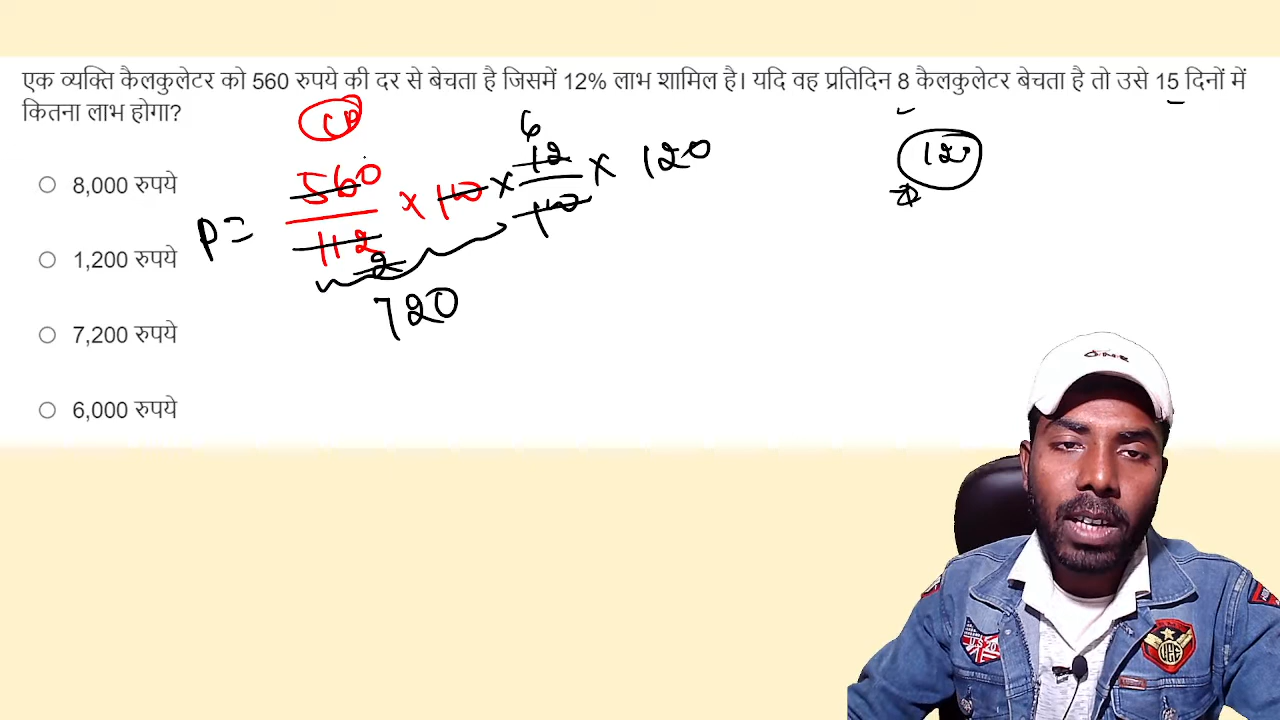 एक व्यक्ति कैलकुलेटर को 560 रुपये की दर से बेचता है जिसमें 12% लाभ शामिल है। यदि वह प्रतिदिन 8 कैलकुलेटर बेचता है तो उसे 15 दिनों में
कितना लाभ होगा?
CP
8,000 रुपये
1,200 रुपये
7,200 रुपये
6,000 रुपये
P = 560/112 × 100 × 12/100 × 120
6
2
720
120
ONE